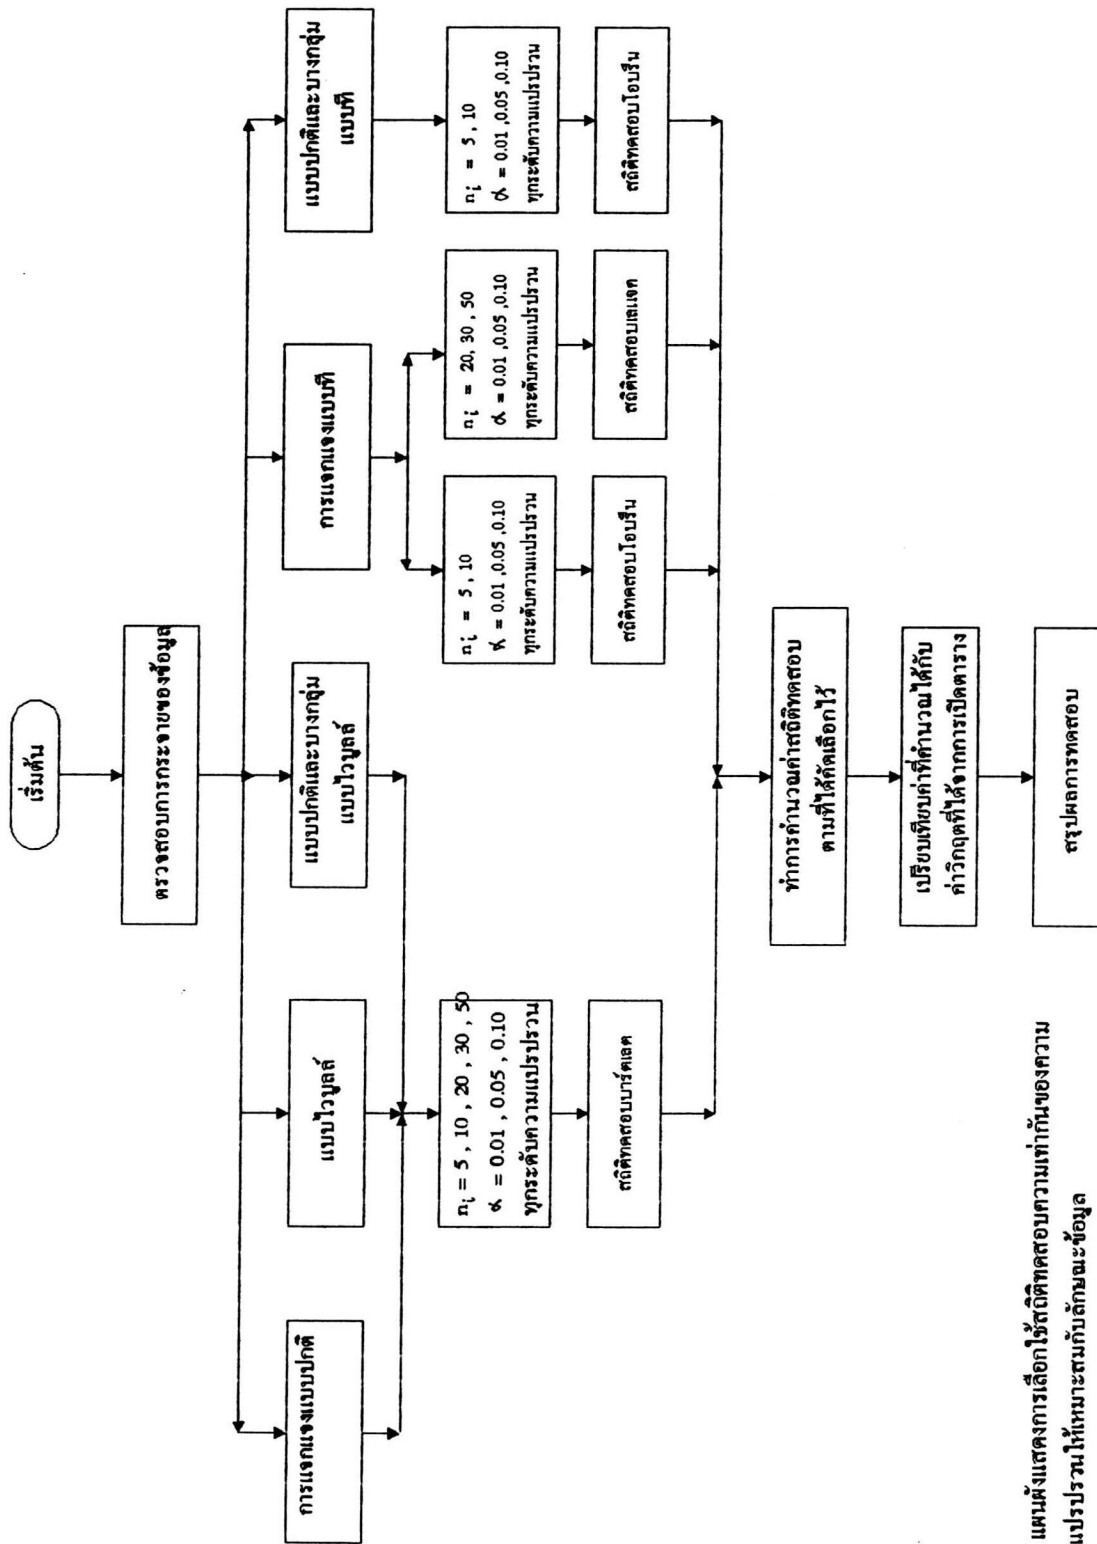 เริ่มต้น
ตรวจสอบการกระจายของข้อมูล
การแจกแจงแบบปกติ
แบบไวบูลล์
แบบปกติและบางกลุ่ม
แบบไวบูลล์
การแจกแจงแบบที
แบบปกติและบางกลุ่ม
แบบที
nᵢ = 5 , 10 , 20 , 30 , 50
α = 0.01 , 0.05 , 0.10
ทุกระดับความแปรปรวน
nᵢ = 5 , 10
α = 0.01 ,0.05 ,0.10
ทุกระดับความแปรปรวน
nᵢ = 20, 30 , 50
α = 0.01 ,0.05 ,0.10
ทุกระดับความแปรปรวน
nᵢ = 5 , 10
α = 0.01 ,0.05 ,0.10
ทุกระดับความแปรปรวน
สถิติทดสอบบาร์ตเลต
สถิติทดสอบโอบรีน
สถิติทดสอบเลแจค
สถิติทดสอบโอบรีน
ทำการคำนวณค่าสถิติทดสอบ
ตามที่ได้คัดเลือกไว้
เปรียบเทียบค่าที่คำนวณได้กับ
ค่าวิกฤตที่ได้จากการเปิดตาราง
สรุปผลการทดสอบ
แผนผังแสดงการเลือกใช้สถิติทดสอบความเท่ากันของความ
แปรปรวนให้เหมาะสมกับลักษณะข้อมูล